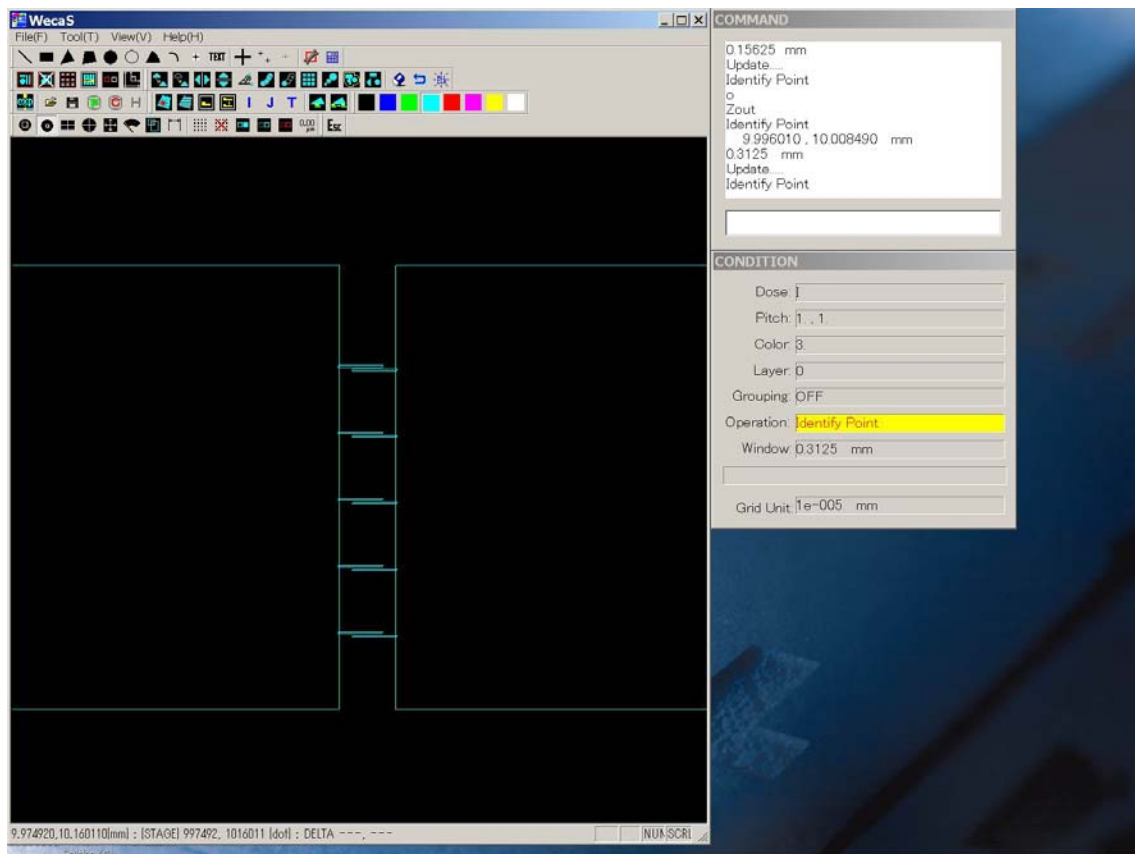 WecaS
File(F) Tool(T) View(V) Help(H)
TEXT
H I J T
Esc
9.974920,10.160110[mm] : [STAGE] 997492, 1016011 [dot] : DELTA ---, ---
NUM SCRL
COMMAND
0.15625 mm
Update....
Identify Point
o
Zout
Identify Point
9.996010 , 10.008490 mm
0.3125 mm
Update....
Identify Point
CONDITION
Dose: I
Pitch: 1. , 1.
Color: 3.
Layer: 0
Grouping: OFF
Operation: Identify Point
Window: 0.3125 mm
Grid Unit: 1e-005 mm